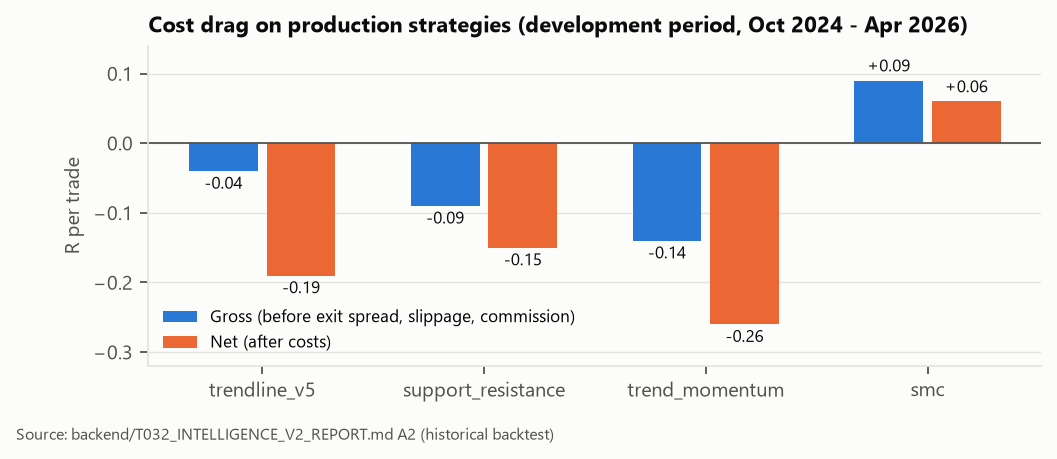 Cost drag on production strategies (development period, Oct 2024 - Apr 2026)
R per trade
0.1
0.0
−0.1
−0.2
−0.3
-0.04
-0.19
-0.09
-0.15
-0.14
-0.26
+0.09
+0.06
Gross (before exit spread, slippage, commission)
Net (after costs)
trendline_v5
support_resistance
trend_momentum
smc
Source: backend/T032_INTELLIGENCE_V2_REPORT.md A2 (historical backtest)